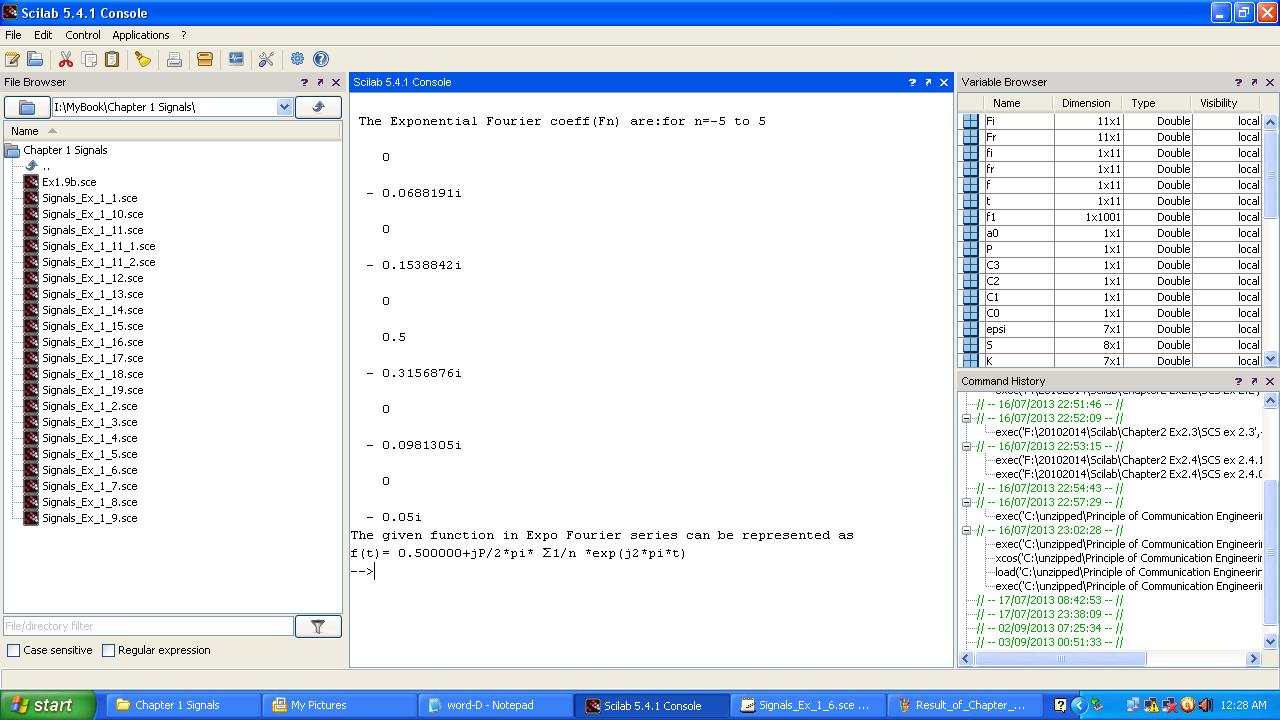 Scilab 5.4.1 Console
File Edit Control Applications ?
File Browser ? 
I:\MyBook\Chapter 1 Signals\
Name
Chapter 1 Signals
..
Ex1.9b.sce
Signals_Ex_1_1.sce
Signals_Ex_1_10.sce
Signals_Ex_1_11.sce
Signals_Ex_1_11_1.sce
Signals_Ex_1_11_2.sce
Signals_Ex_1_12.sce
Signals_Ex_1_13.sce
Signals_Ex_1_14.sce
Signals_Ex_1_15.sce
Signals_Ex_1_16.sce
Signals_Ex_1_17.sce
Signals_Ex_1_18.sce
Signals_Ex_1_19.sce
Signals_Ex_1_2.sce
Signals_Ex_1_3.sce
Signals_Ex_1_4.sce
Signals_Ex_1_5.sce
Signals_Ex_1_6.sce
Signals_Ex_1_7.sce
Signals_Ex_1_8.sce
Signals_Ex_1_9.sce
File/directory filter
Case sensitive Regular expression
Scilab 5.4.1 Console ?
The Exponential Fourier coeff(Fn) are:for n=-5 to 5
0
- 0.0688191i
0
- 0.1538842i
0
0.5
- 0.3156876i
0
- 0.0981305i
0
- 0.05i
The given function in Expo Fourier series can be represented as
f(t)= 0.500000+jP/2*pi* Σ1/n *exp(j2*pi*t)
-->
Variable Browser ?
Name Dimension Type Visibility
Fi 11x1 Double local
Fr 11x1 Double local
fi 1x11 Double local
fr 1x11 Double local
f 1x11 Double local
t 1x11 Double local
f1 1x1001 Double local
a0 1x1 Double local
P 1x1 Double local
C3 1x1 Double local
C2 1x1 Double local
C1 1x1 Double local
C0 1x1 Double local
epsi 7x1 Double local
S 8x1 Double local
K 7x1 Double local
Command History ?
// -- 16/07/2013 22:51:46 -- //
// -- 16/07/2013 22:52:09 -- //
exec('F:\20102014\Scilab\Chapter2 Ex2.3\SCS ex 2.3',
// -- 16/07/2013 22:53:15 -- //
exec('F:\20102014\Scilab\Chapter2 Ex2.4\SCS ex 2.4.
exec('F:\20102014\Scilab\Chapter2 Ex2.4\SCS ex 2.4.
// -- 16/07/2013 22:54:43 -- //
// -- 16/07/2013 22:57:29 -- //
exec('C:\unzipped\Principle of Communication Engineerin
// -- 16/07/2013 23:02:28 -- //
exec('C:\unzipped\Principle of Communication Engineerin
xcos('C:\unzipped\Principle of Communication Engineerin
load('C:\unzipped\Principle of Communication Engineerin
exec('C:\unzipped\Principle of Communication Engineerin
// -- 17/07/2013 08:42:53 -- //
// -- 17/07/2013 23:38:09 -- //
// -- 02/09/2013 07:25:34 -- //
// -- 03/09/2013 00:51:33 -- //
start Chapter 1 Signals My Pictures word-D - Notepad Scilab 5.4.1 Console Signals_Ex_1_6.sce ... Result_of_Chapter_... ? 12:28 AM